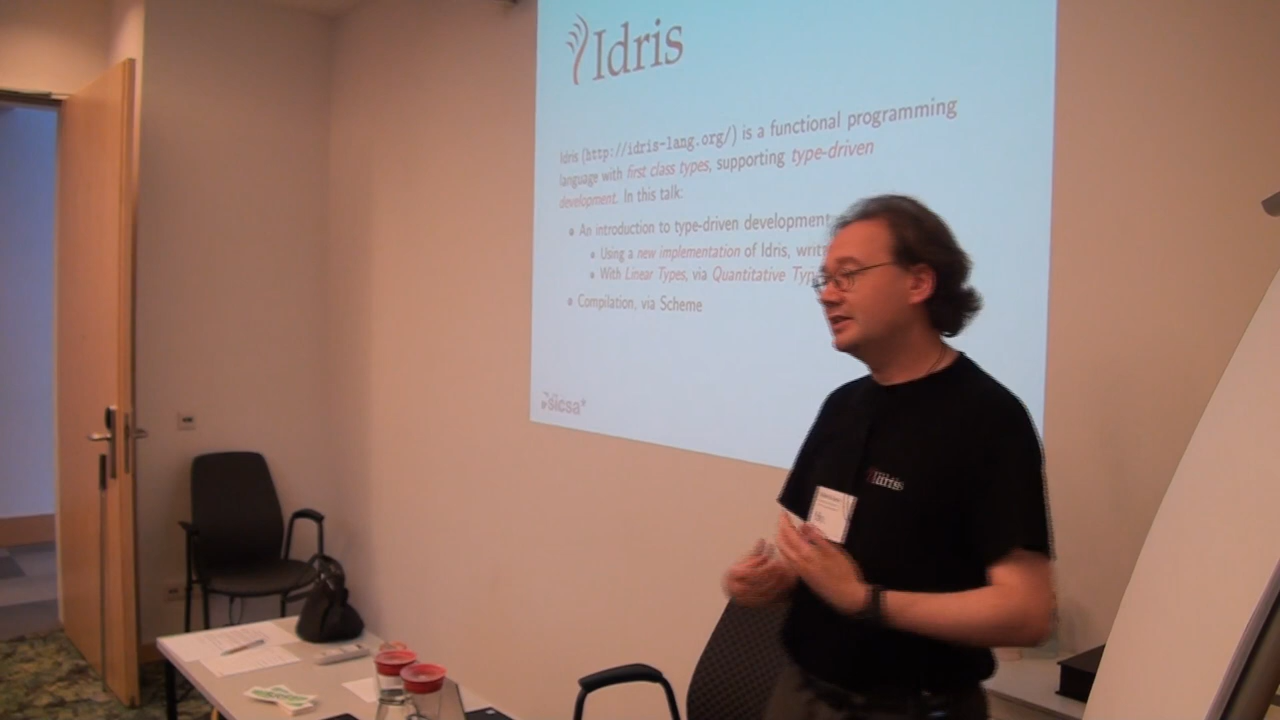 Idris
Idris (http://idris-lang.org/) is a functional programming
language with first class types, supporting type-driven
development. In this talk:
An introduction to type-driven development
Using a new implementation of Idris,
With Linear Types, via Quantitative
Compilation, via Scheme
sicsa*
Idris